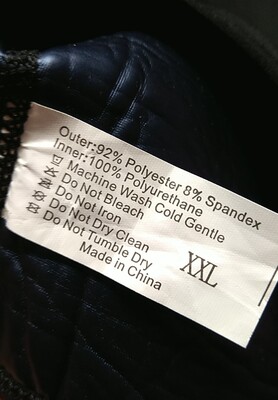 Outer:92% Polyester 8% Spandex
Inner:100% Polyurethane
Machine Wash Cold Gentle
Do Not Bleach
Do Not Iron
Do Not Dry Clean
Do Not Tumble Dry
Made in China
XXL